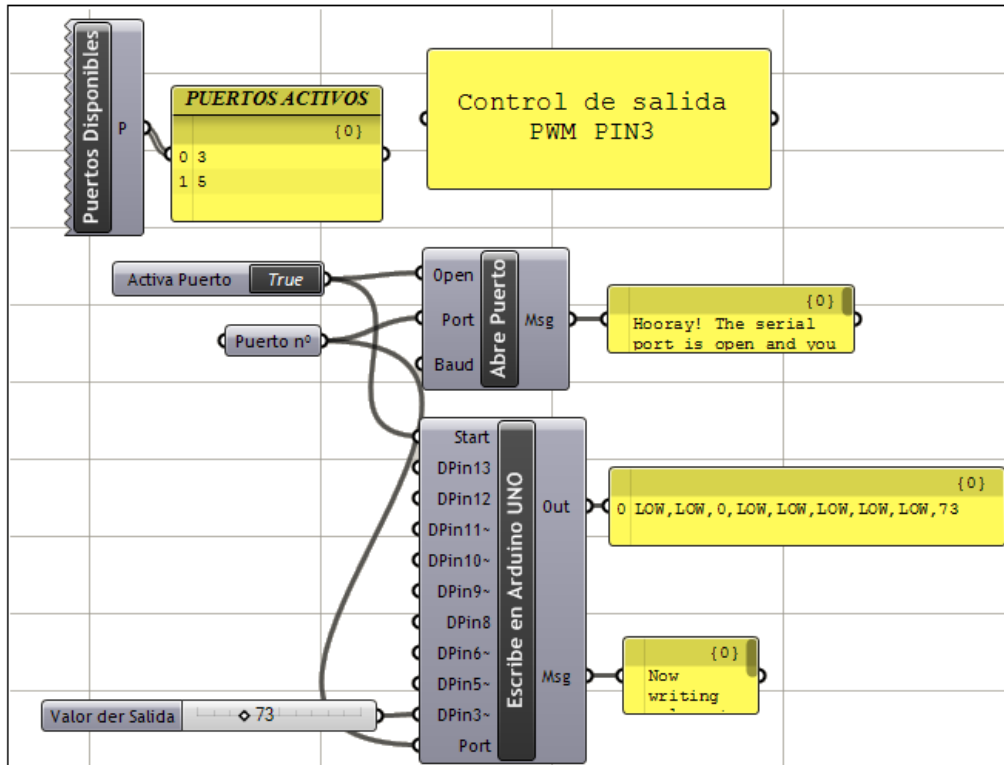 Puertos Disponibles
P
PUERTOS ACTIVOS
{0}
0 3
1 5
Control de salida
PWM PIN3
Activa Puerto True
Puerto nº
Open
Port
Baud
Abre Puerto
Msg
{0}
Hooray! The serial
port is open and you
Start
DPin13
DPin12
DPin11~
DPin10~
DPin9~
DPin8
DPin6~
DPin5~
DPin3~
Port
Escribe en Arduino UNO
Out
Msg
{0}
0 LOW,LOW,0,LOW,LOW,LOW,LOW,LOW,73
{0}
Now
writing
Valor der Salida 73